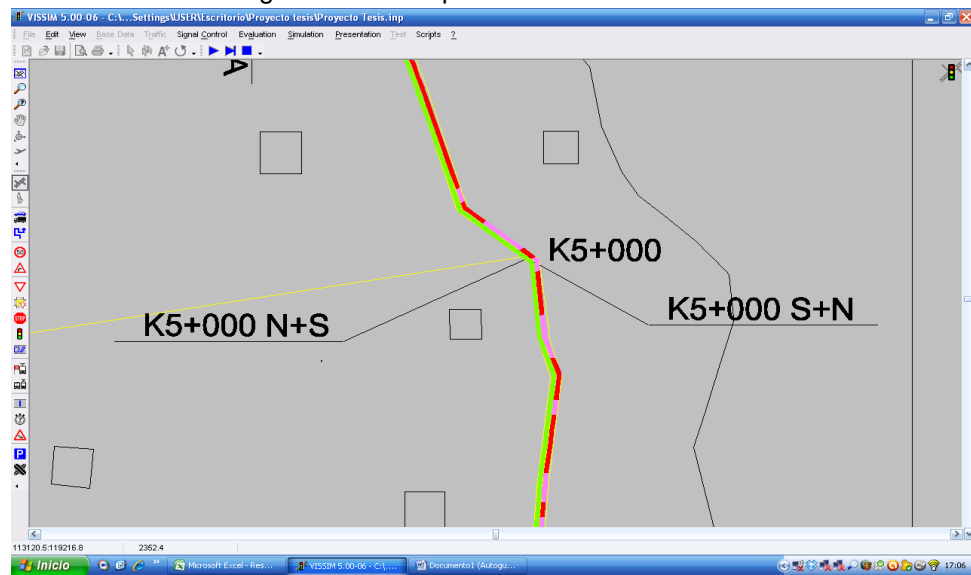 VISSIM 5.00-06 - C:\...Settings\USER\Escritorio\Proyecto tesis\Proyecto Tesis.inp
File Edit View Base Data Traffic Signal Control Evaluation Simulation Presentation Test Scripts ?
A
K5+000
K5+000 S+N
K5+000 N+S
50
STOP
P
113120.5:119216.8 2352.4
Inicio Microsoft Excel - Res... VISSIM 5.00-06 - C:\,... Documento1 (Autogu... 17:06